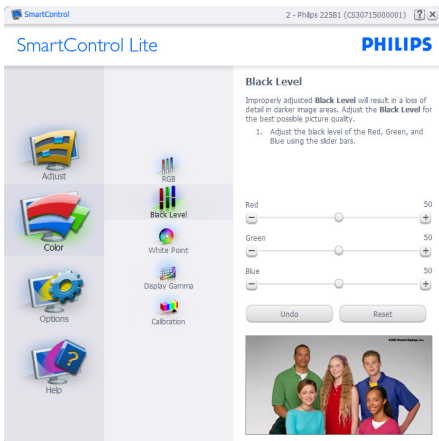 SmartControl
2 - Philips 225B1 (CS30715000001)
SmartControl Lite
PHILIPS
Adjust
Color
Options
Help
RGB
Black Level
White Point
Display Gamma
Calibration
Black Level
Improperly adjusted Black Level will result in a loss of
detail in darker image areas. Adjust the Black Level for
the best possible picture quality.
1. Adjust the black level of the Red, Green, and
Blue using the slider bars.
Red 50
Green 50
Blue 50
Undo
Reset